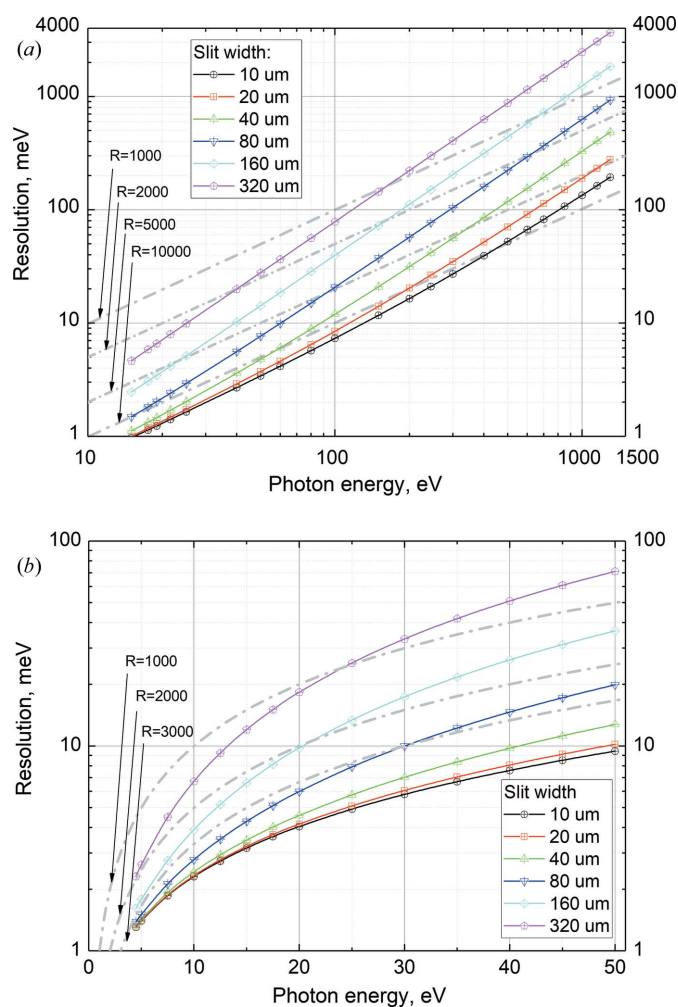 (a)
4000
1000
100
10
1
Resolution, meV
Slit width:
10 um
20 um
40 um
80 um
160 um
320 um
R=1000
R=2000
R=5000
R=10000
4000
1000
100
10
1
10
100
1000
1500
Photon energy, eV
(b)
100
10
1
Resolution, meV
R=1000
R=2000
R=3000
Slit width
10 um
20 um
40 um
80 um
160 um
320 um
100
10
1
0
10
20
30
40
50
Photon energy, eV